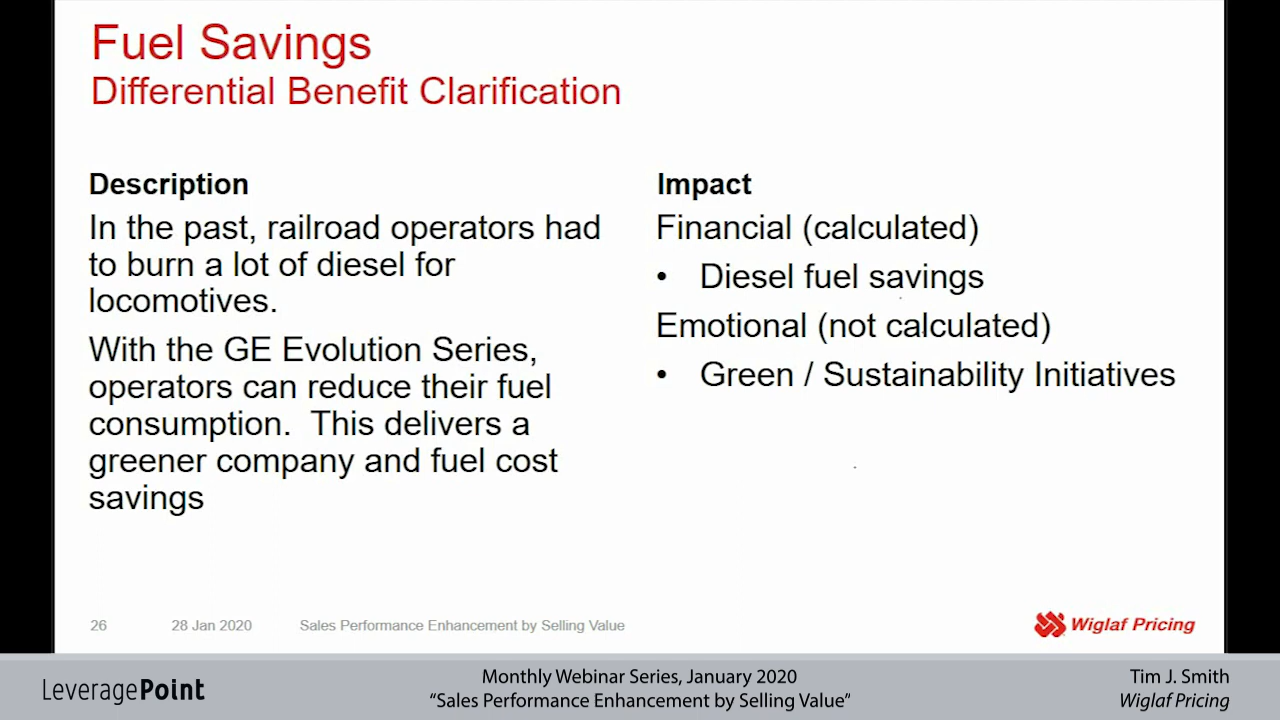 Fuel Savings
Differential Benefit Clarification
Description
In the past, railroad operators had
to burn a lot of diesel for
locomotives.
With the GE Evolution Series,
operators can reduce their fuel
consumption.  This delivers a
greener company and fuel cost
savings
Impact
Financial (calculated)
• Diesel fuel savings
Emotional (not calculated)
• Green / Sustainability Initiatives
26 28 Jan 2020 Sales Performance Enhancement by Selling Value
Wiglaf Pricing
LeveragePoint
Monthly Webinar Series, January 2020
“Sales Performance Enhancement by Selling Value”
Tim J. Smith
Wiglaf Pricing